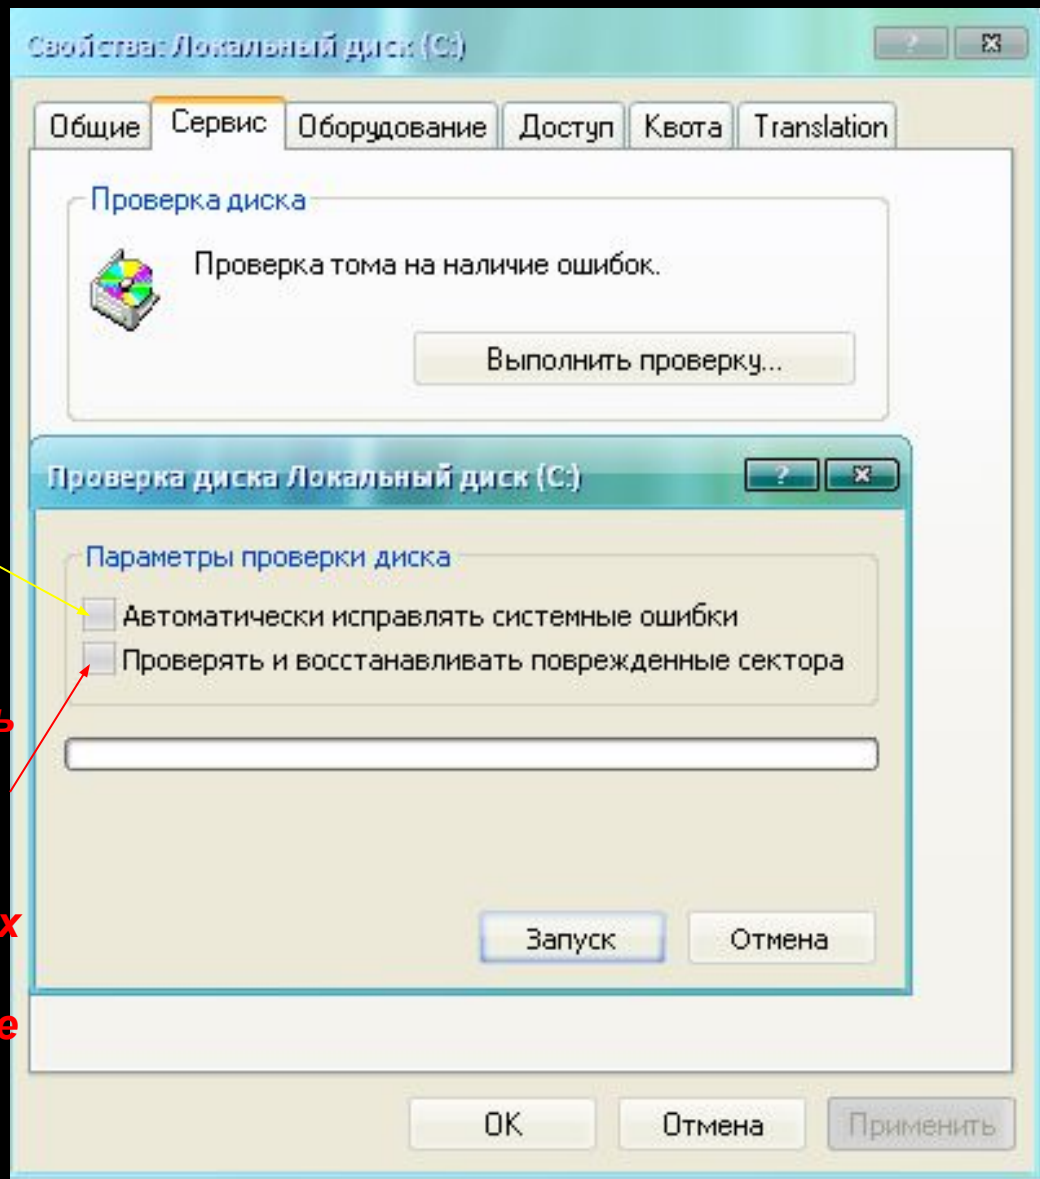 Свойства: Локальный диск (C:)
?
Общие Сервис Оборудование Доступ Квота Translation
Проверка диска
Проверка тома на наличие ошибок.
Выполнить проверку...
Проверка диска Локальный диск (C:)
?
Параметры проверки диска
Автоматически исправлять системные ошибки
Проверять и восстанавливать поврежденные сектора
ь
х
е
Запуск Отмена
OK Отмена Применить